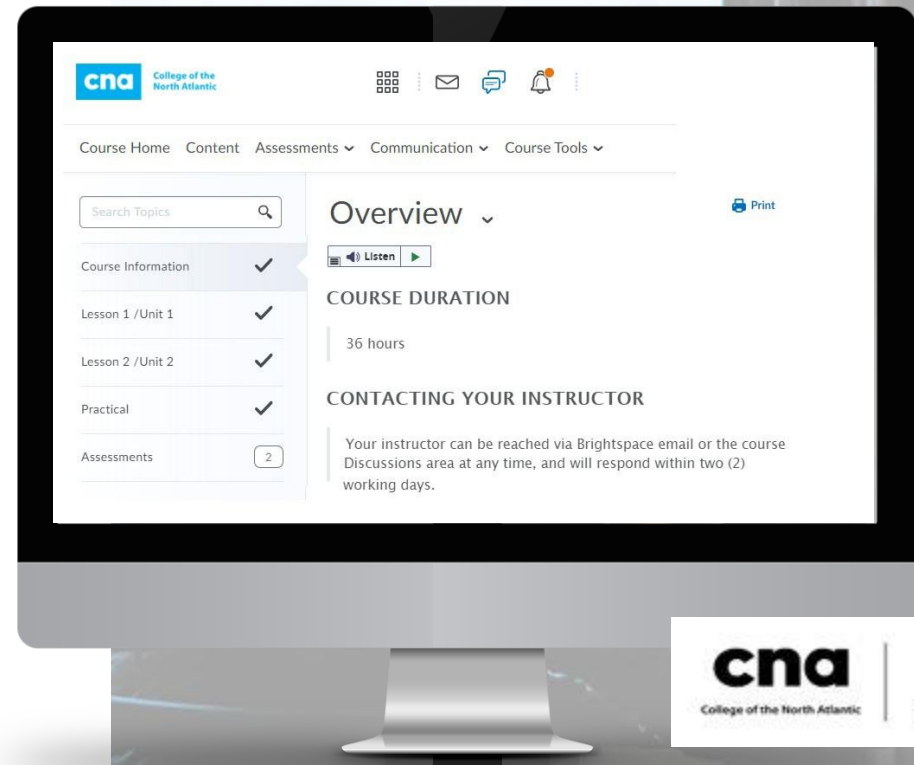 cna
College of the
North Atlantic
Course Home Content Assessments Communication Course Tools
Search Topics
Course Information
Lesson 1 /Unit 1
Lesson 2 /Unit 2
Practical
Assessments 2
Overview
Print
Listen
COURSE DURATION
36 hours
CONTACTING YOUR INSTRUCTOR
Your instructor can be reached via Brightspace email or the course
Discussions area at any time, and will respond within two (2)
working days.
cna
College of the North Atlantic